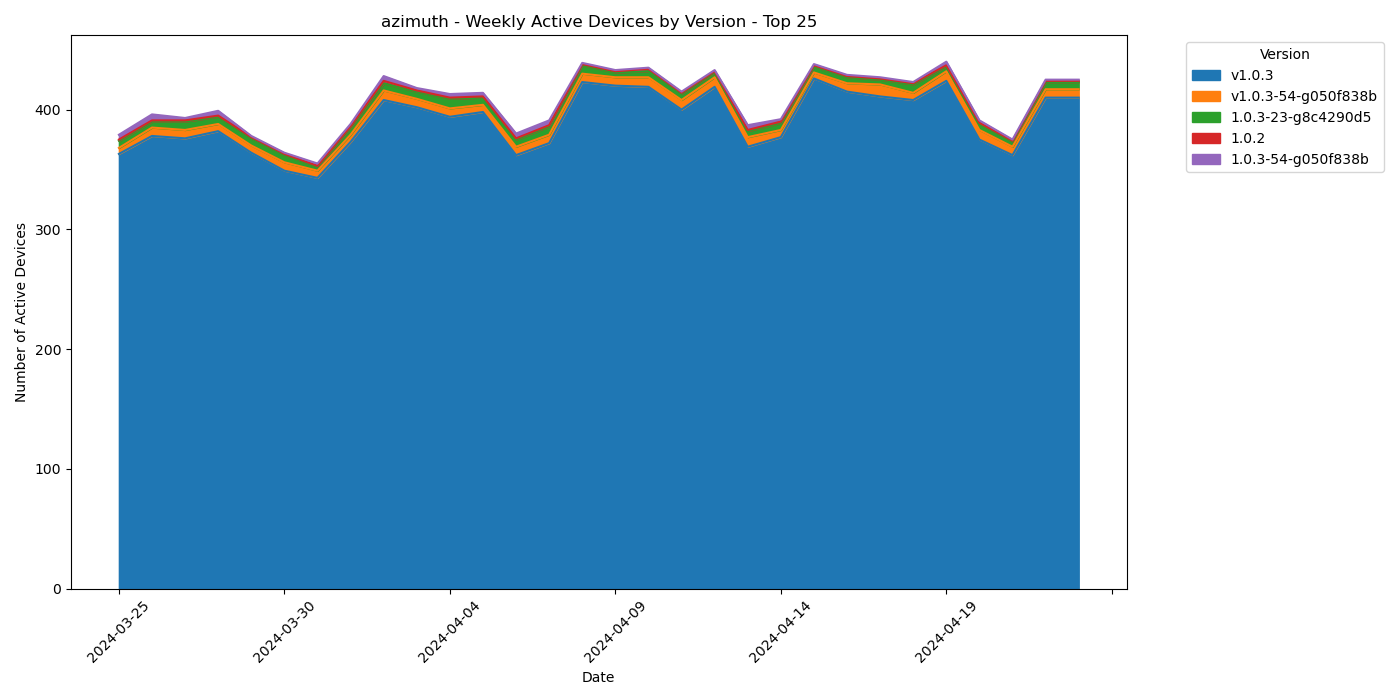 azimuth - Weekly Active Devices by Version - Top 25
Number of Active Devices
400
300
200
100
0
2024-03-25
2024-03-30
2024-04-04
2024-04-09
2024-04-14
2024-04-19
Date
Version
v1.0.3
v1.0.3-54-g050f838b
1.0.3-23-g8c4290d5
1.0.2
1.0.3-54-g050f838b